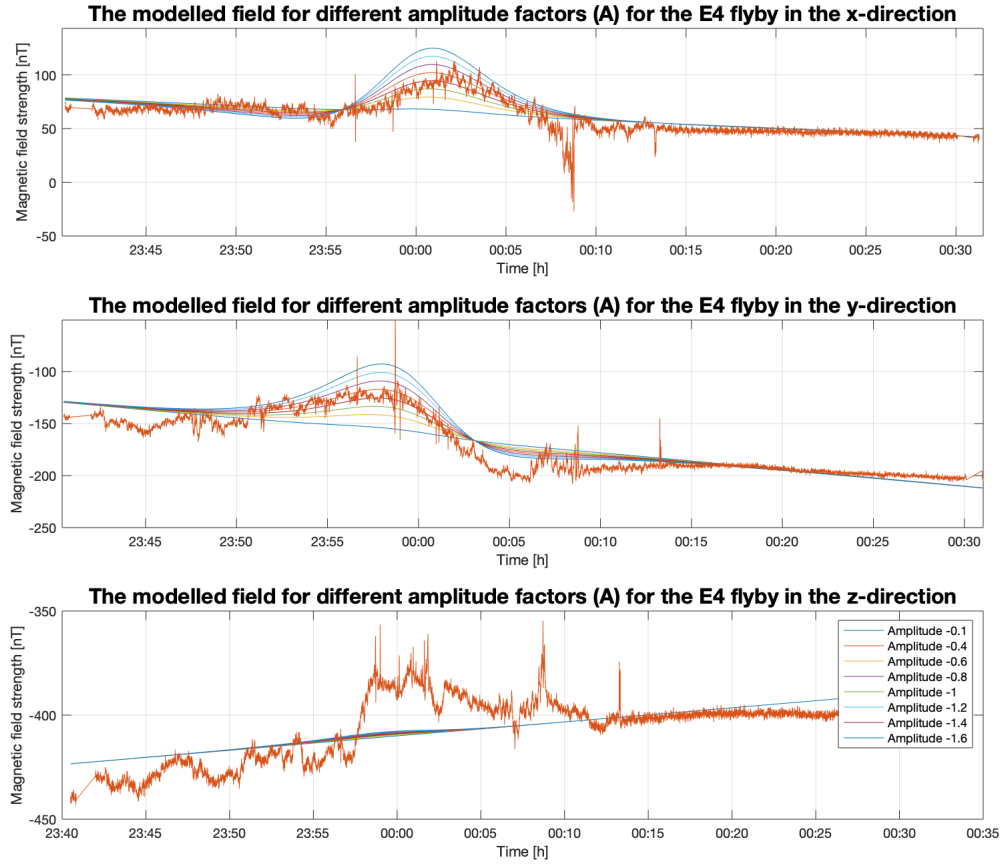 The modelled field for different amplitude factors (A) for the E4 flyby in the x-direction
Magnetic field strength [nT]
100
50
0
-50
23:45 23:50 23:55 00:00 00:05 00:10 00:15 00:20 00:25 00:30
Time [h]
The modelled field for different amplitude factors (A) for the E4 flyby in the y-direction
Magnetic field strength [nT]
-100
-150
-200
-250
23:45 23:50 23:55 00:00 00:05 00:10 00:15 00:20 00:25 00:30
Time [h]
The modelled field for different amplitude factors (A) for the E4 flyby in the z-direction
Magnetic field strength [nT]
-350
-400
-450
Amplitude -0.1
Amplitude -0.4
Amplitude -0.6
Amplitude -0.8
Amplitude -1
Amplitude -1.2
Amplitude -1.4
Amplitude -1.6
23:40 23:45 23:50 23:55 00:00 00:05 00:10 00:15 00:20 00:25 00:30 00:35
Time [h]